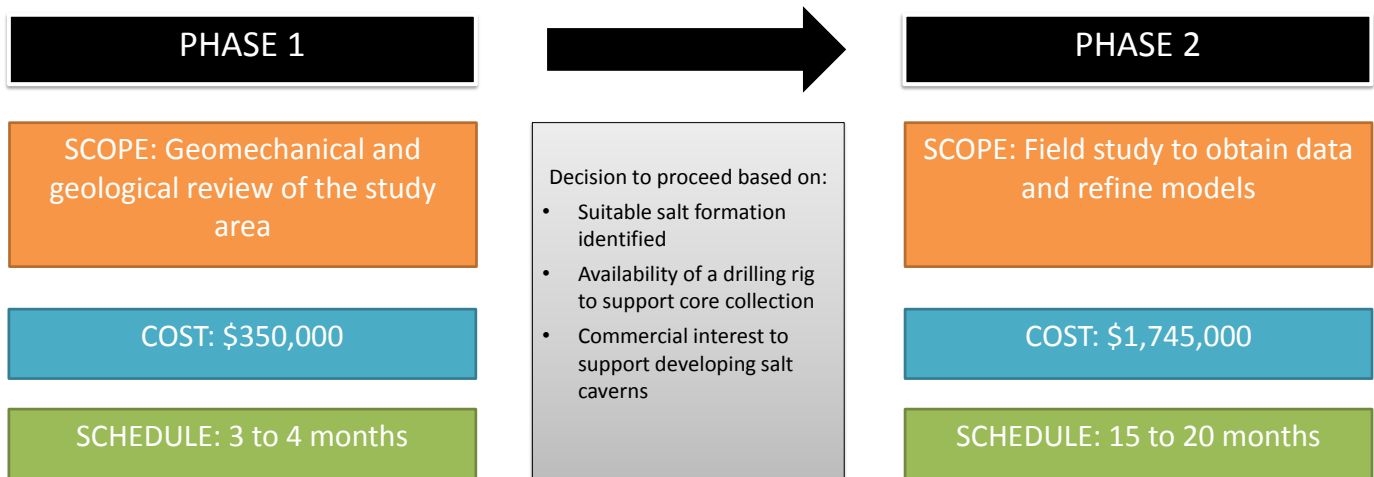 PHASE 1
SCOPE: Geomechanical and
geological review of the study
area
COST: $350,000
SCHEDULE: 3 to 4 months
Decision to proceed based on:
• Suitable salt formation
identified
• Availability of a drilling rig
to support core collection
• Commercial interest to
support developing salt
caverns
PHASE 2
SCOPE: Field study to obtain data
and refine models
COST: $1,745,000
SCHEDULE: 15 to 20 months